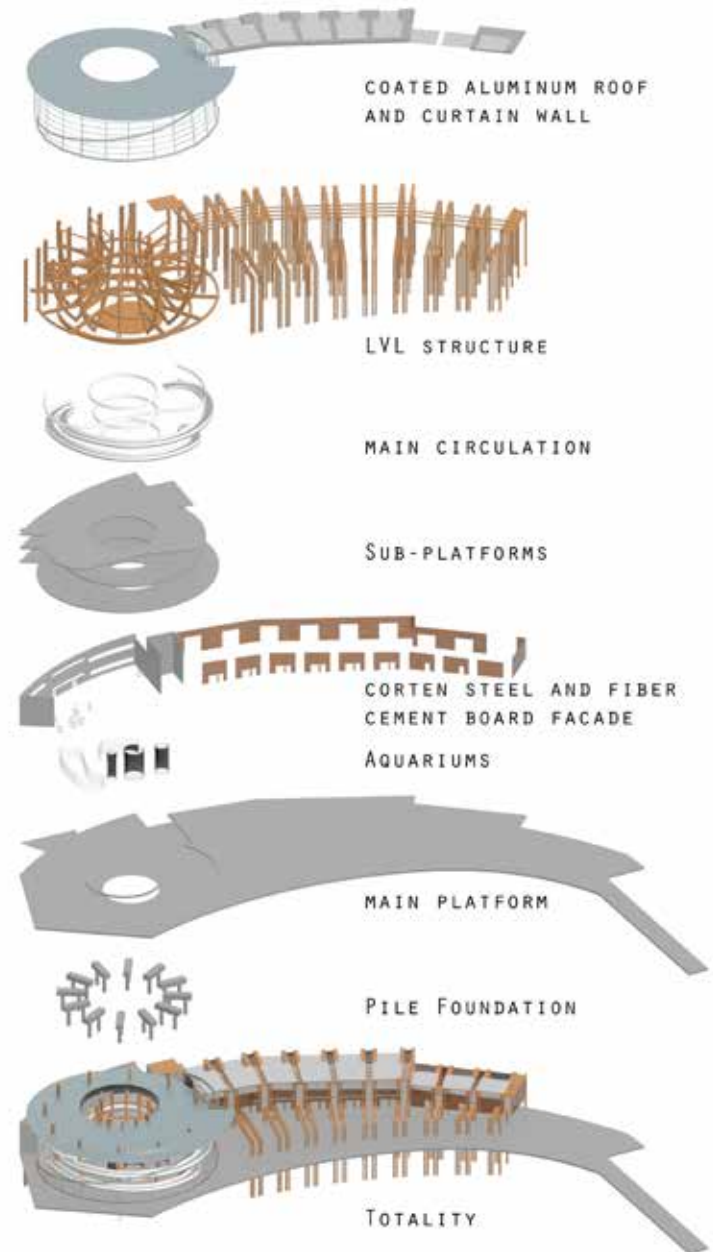 COATED ALUMINUM ROOF
AND CURTAIN WALL
LVL STRUCTURE
MAIN CIRCULATION
SUB-PLATFORMS
CORTEN STEEL AND FIBER
CEMENT BOARD FACADE
AQUARIUMS
MAIN PLATFORM
PILE FOUNDATION
TOTALITY